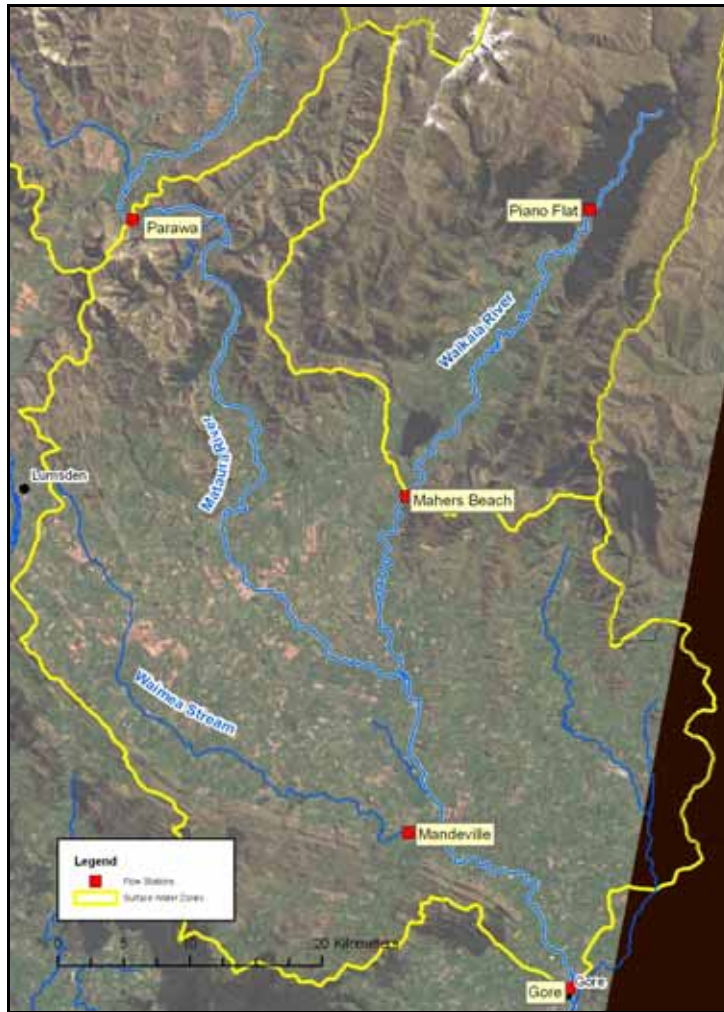 Parawa
Piano Flat
Waikaia River
Mataura River
Lumsden
Mahers Beach
Waimea Stream
Mandeville
Legend
Flow Stations
Surface Water Zones
0 5 10 20 Kilometers
Gore
Gore